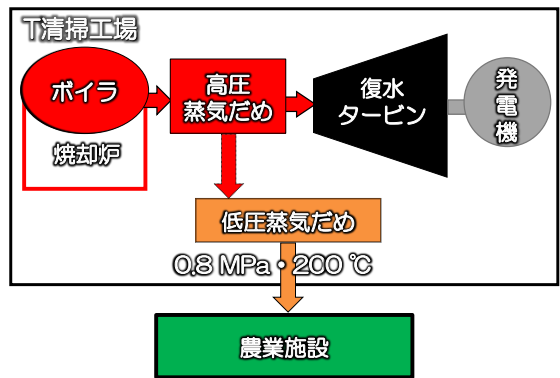 T清掃工場
ボイラ
焼却炉
高圧
蒸気だめ
復水
タービン
発
電
機
低圧蒸気だめ
0.8 MPa・200 ℃
農業施設